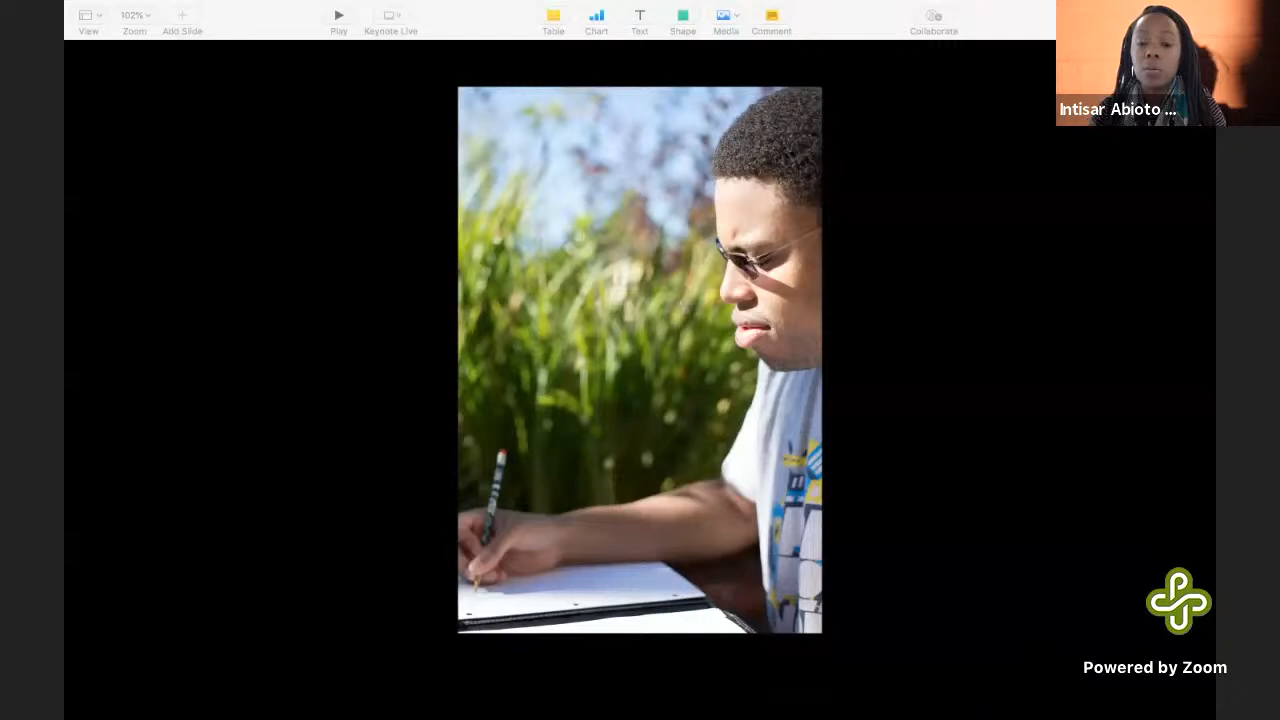 102%
View
Zoom
Add Slide
Play
Keynote Live
Table
Chart
Text
Shape
Media
Comment
Collaborate
Intisar Abioto ...
Powered by Zoom